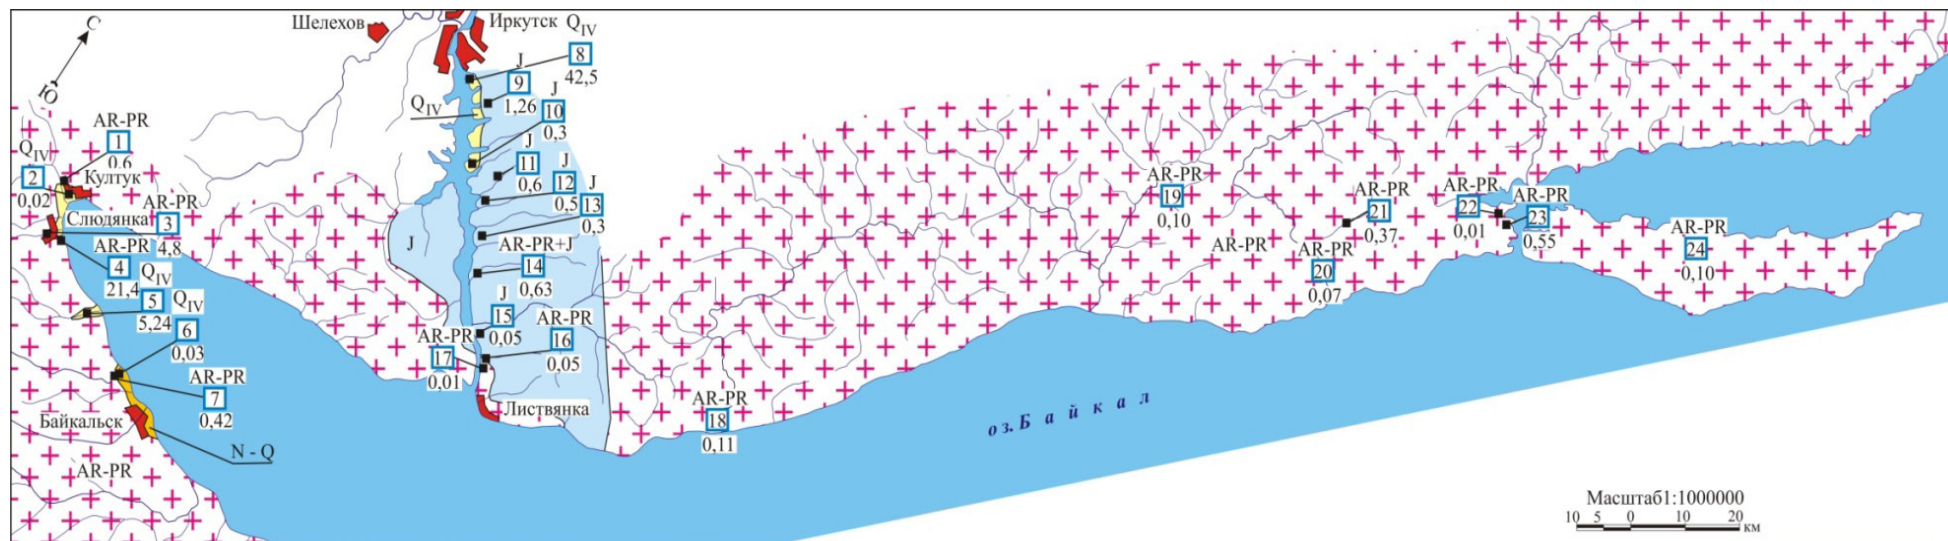 С
Ю
Шелехов
Иркутск
Q IV
8
42,5
J
9
1,26
J
10
0,3
Q IV
J
11
0,6
J
12
0,5
J
13
0,3
J
AR-PR+J
14
0,63
J
15
0,05
AR-PR
16
0,05
AR-PR
17
0,01
Листвянка
AR-PR
1
0.6
Q IV
2
0,02
Култук
Слюдянка
AR-PR
3
4,8
AR-PR
4
21,4
Q IV
5
5,24
Q IV
6
0,03
AR-PR
7
0,42
Байкальск
N - Q
AR-PR
AR-PR
18
0,11
AR-PR
19
0,10
AR-PR
AR-PR
20
0,07
AR-PR
21
0,37
AR-PR
22
0,01
AR-PR
23
0,55
AR-PR
24
0,10
оз. Байкал
Масштаб1:1000000
10 5 0 10 20
км